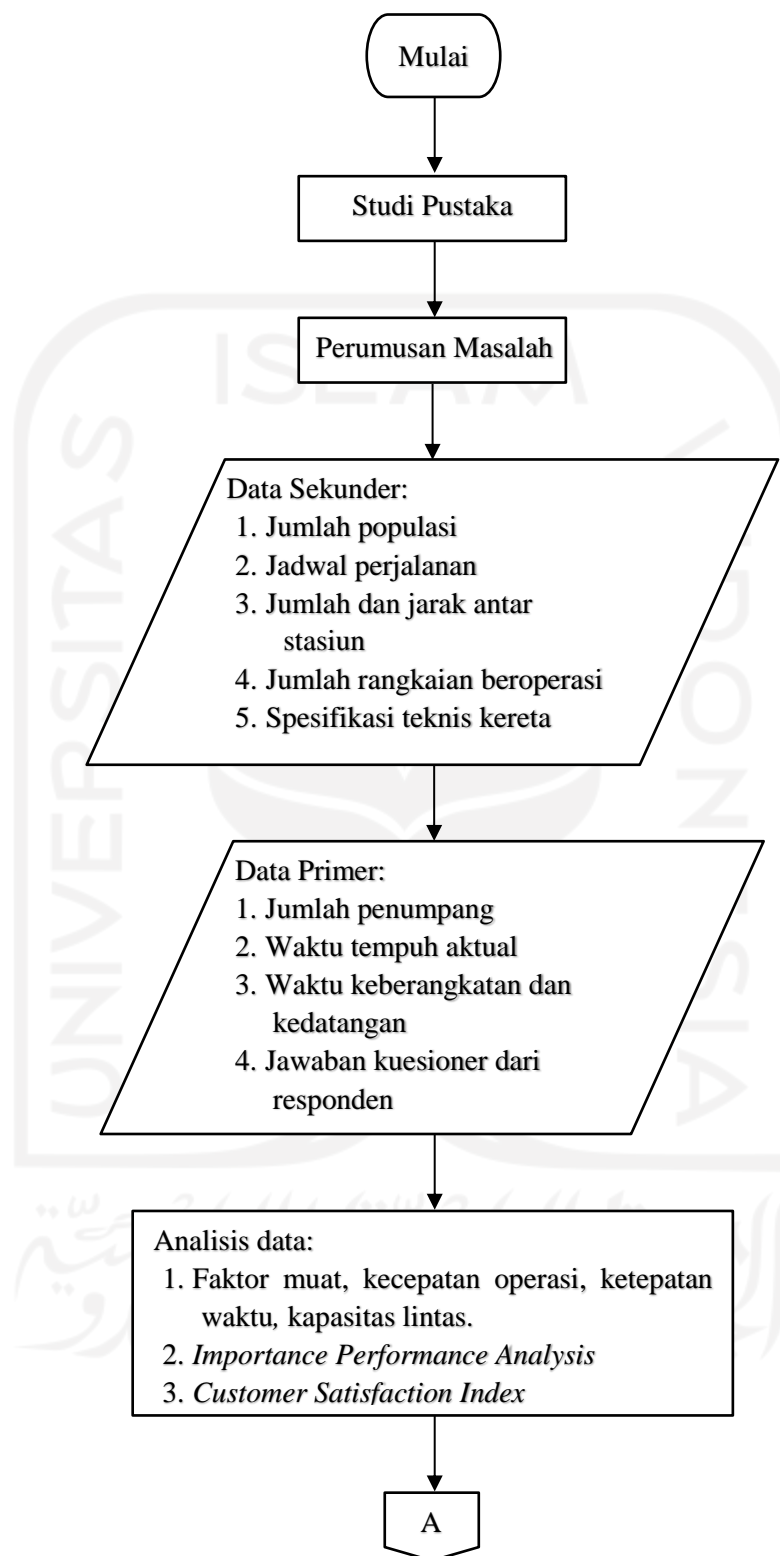 Mulai
Studi Pustaka
Perumusan Masalah
Data Sekunder:
1. Jumlah populasi
2. Jadwal perjalanan
3. Jumlah dan jarak antar
stasiun
4. Jumlah rangkaian beroperasi
5. Spesifikasi teknis kereta
Data Primer:
1. Jumlah penumpang
2. Waktu tempuh aktual
3. Waktu keberangkatan dan
kedatangan
4. Jawaban kuesioner dari
responden
Analisis data:
1. Faktor muat, kecepatan operasi, ketepatan
waktu, kapasitas lintas.
2. Importance Performance Analysis
3. Customer Satisfaction Index
A
UNIVERSITAS
ISLAM